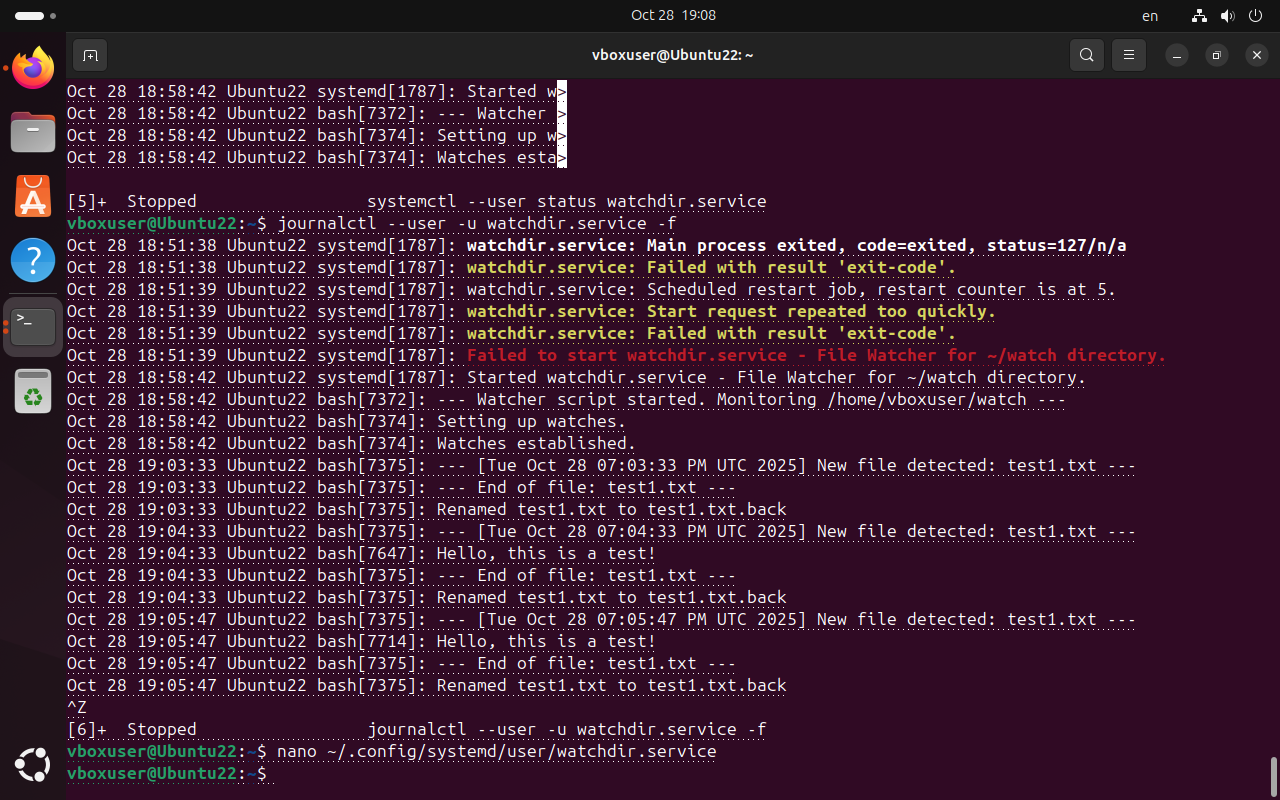 Oct 28 19:08
en
vboxuser@Ubuntu22: ~
Oct 28 18:58:42 Ubuntu22 systemd[1787]: Started w>
Oct 28 18:58:42 Ubuntu22 bash[7372]: --- Watcher >
Oct 28 18:58:42 Ubuntu22 bash[7374]: Setting up w>
Oct 28 18:58:42 Ubuntu22 bash[7374]: Watches esta>
[5]+  Stopped                 systemctl --user status watchdir.service
vboxuser@Ubuntu22:~$ journalctl --user -u watchdir.service -f
Oct 28 18:51:38 Ubuntu22 systemd[1787]: watchdir.service: Main process exited, code=exited, status=127/n/a
Oct 28 18:51:38 Ubuntu22 systemd[1787]: watchdir.service: Failed with result 'exit-code'.
Oct 28 18:51:39 Ubuntu22 systemd[1787]: watchdir.service: Scheduled restart job, restart counter is at 5.
Oct 28 18:51:39 Ubuntu22 systemd[1787]: watchdir.service: Start request repeated too quickly.
Oct 28 18:51:39 Ubuntu22 systemd[1787]: watchdir.service: Failed with result 'exit-code'.
Oct 28 18:51:39 Ubuntu22 systemd[1787]: Failed to start watchdir.service - File Watcher for ~/watch directory.
Oct 28 18:58:42 Ubuntu22 systemd[1787]: Started watchdir.service - File Watcher for ~/watch directory.
Oct 28 18:58:42 Ubuntu22 bash[7372]: --- Watcher script started. Monitoring /home/vboxuser/watch ---
Oct 28 18:58:42 Ubuntu22 bash[7374]: Setting up watches.
Oct 28 18:58:42 Ubuntu22 bash[7374]: Watches established.
Oct 28 19:03:33 Ubuntu22 bash[7375]: --- [Tue Oct 28 07:03:33 PM UTC 2025] New file detected: test1.txt ---
Oct 28 19:03:33 Ubuntu22 bash[7375]: --- End of file: test1.txt ---
Oct 28 19:03:33 Ubuntu22 bash[7375]: Renamed test1.txt to test1.txt.back
Oct 28 19:04:33 Ubuntu22 bash[7375]: --- [Tue Oct 28 07:04:33 PM UTC 2025] New file detected: test1.txt ---
Oct 28 19:04:33 Ubuntu22 bash[7647]: Hello, this is a test!
Oct 28 19:04:33 Ubuntu22 bash[7375]: --- End of file: test1.txt ---
Oct 28 19:04:33 Ubuntu22 bash[7375]: Renamed test1.txt to test1.txt.back
Oct 28 19:05:47 Ubuntu22 bash[7375]: --- [Tue Oct 28 07:05:47 PM UTC 2025] New file detected: test1.txt ---
Oct 28 19:05:47 Ubuntu22 bash[7714]: Hello, this is a test!
Oct 28 19:05:47 Ubuntu22 bash[7375]: --- End of file: test1.txt ---
Oct 28 19:05:47 Ubuntu22 bash[7375]: Renamed test1.txt to test1.txt.back
^Z
[6]+  Stopped                 journalctl --user -u watchdir.service -f
vboxuser@Ubuntu22:~$ nano ~/.config/systemd/user/watchdir.service
vboxuser@Ubuntu22:~$